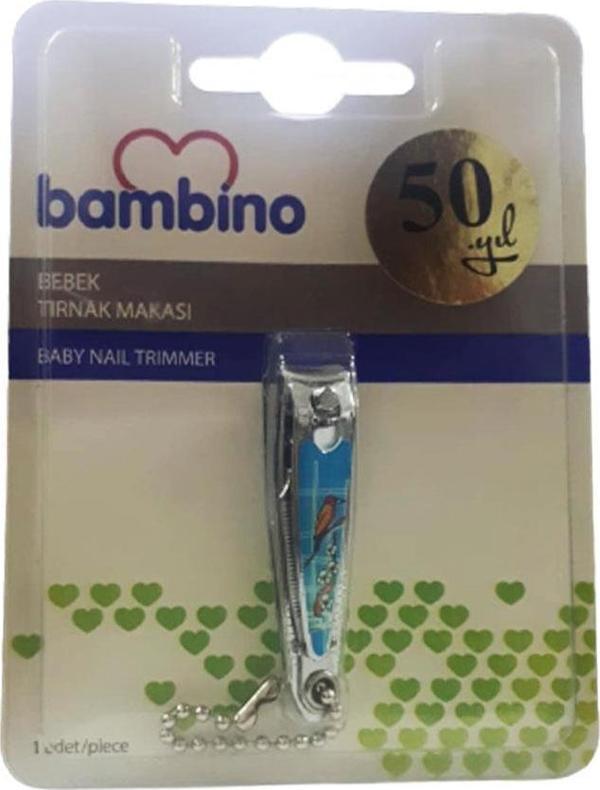 bambino
50
.yıl
BEBEK
TIRNAK MAKASI
BABY NAIL TRIMMER
1 adet/piece